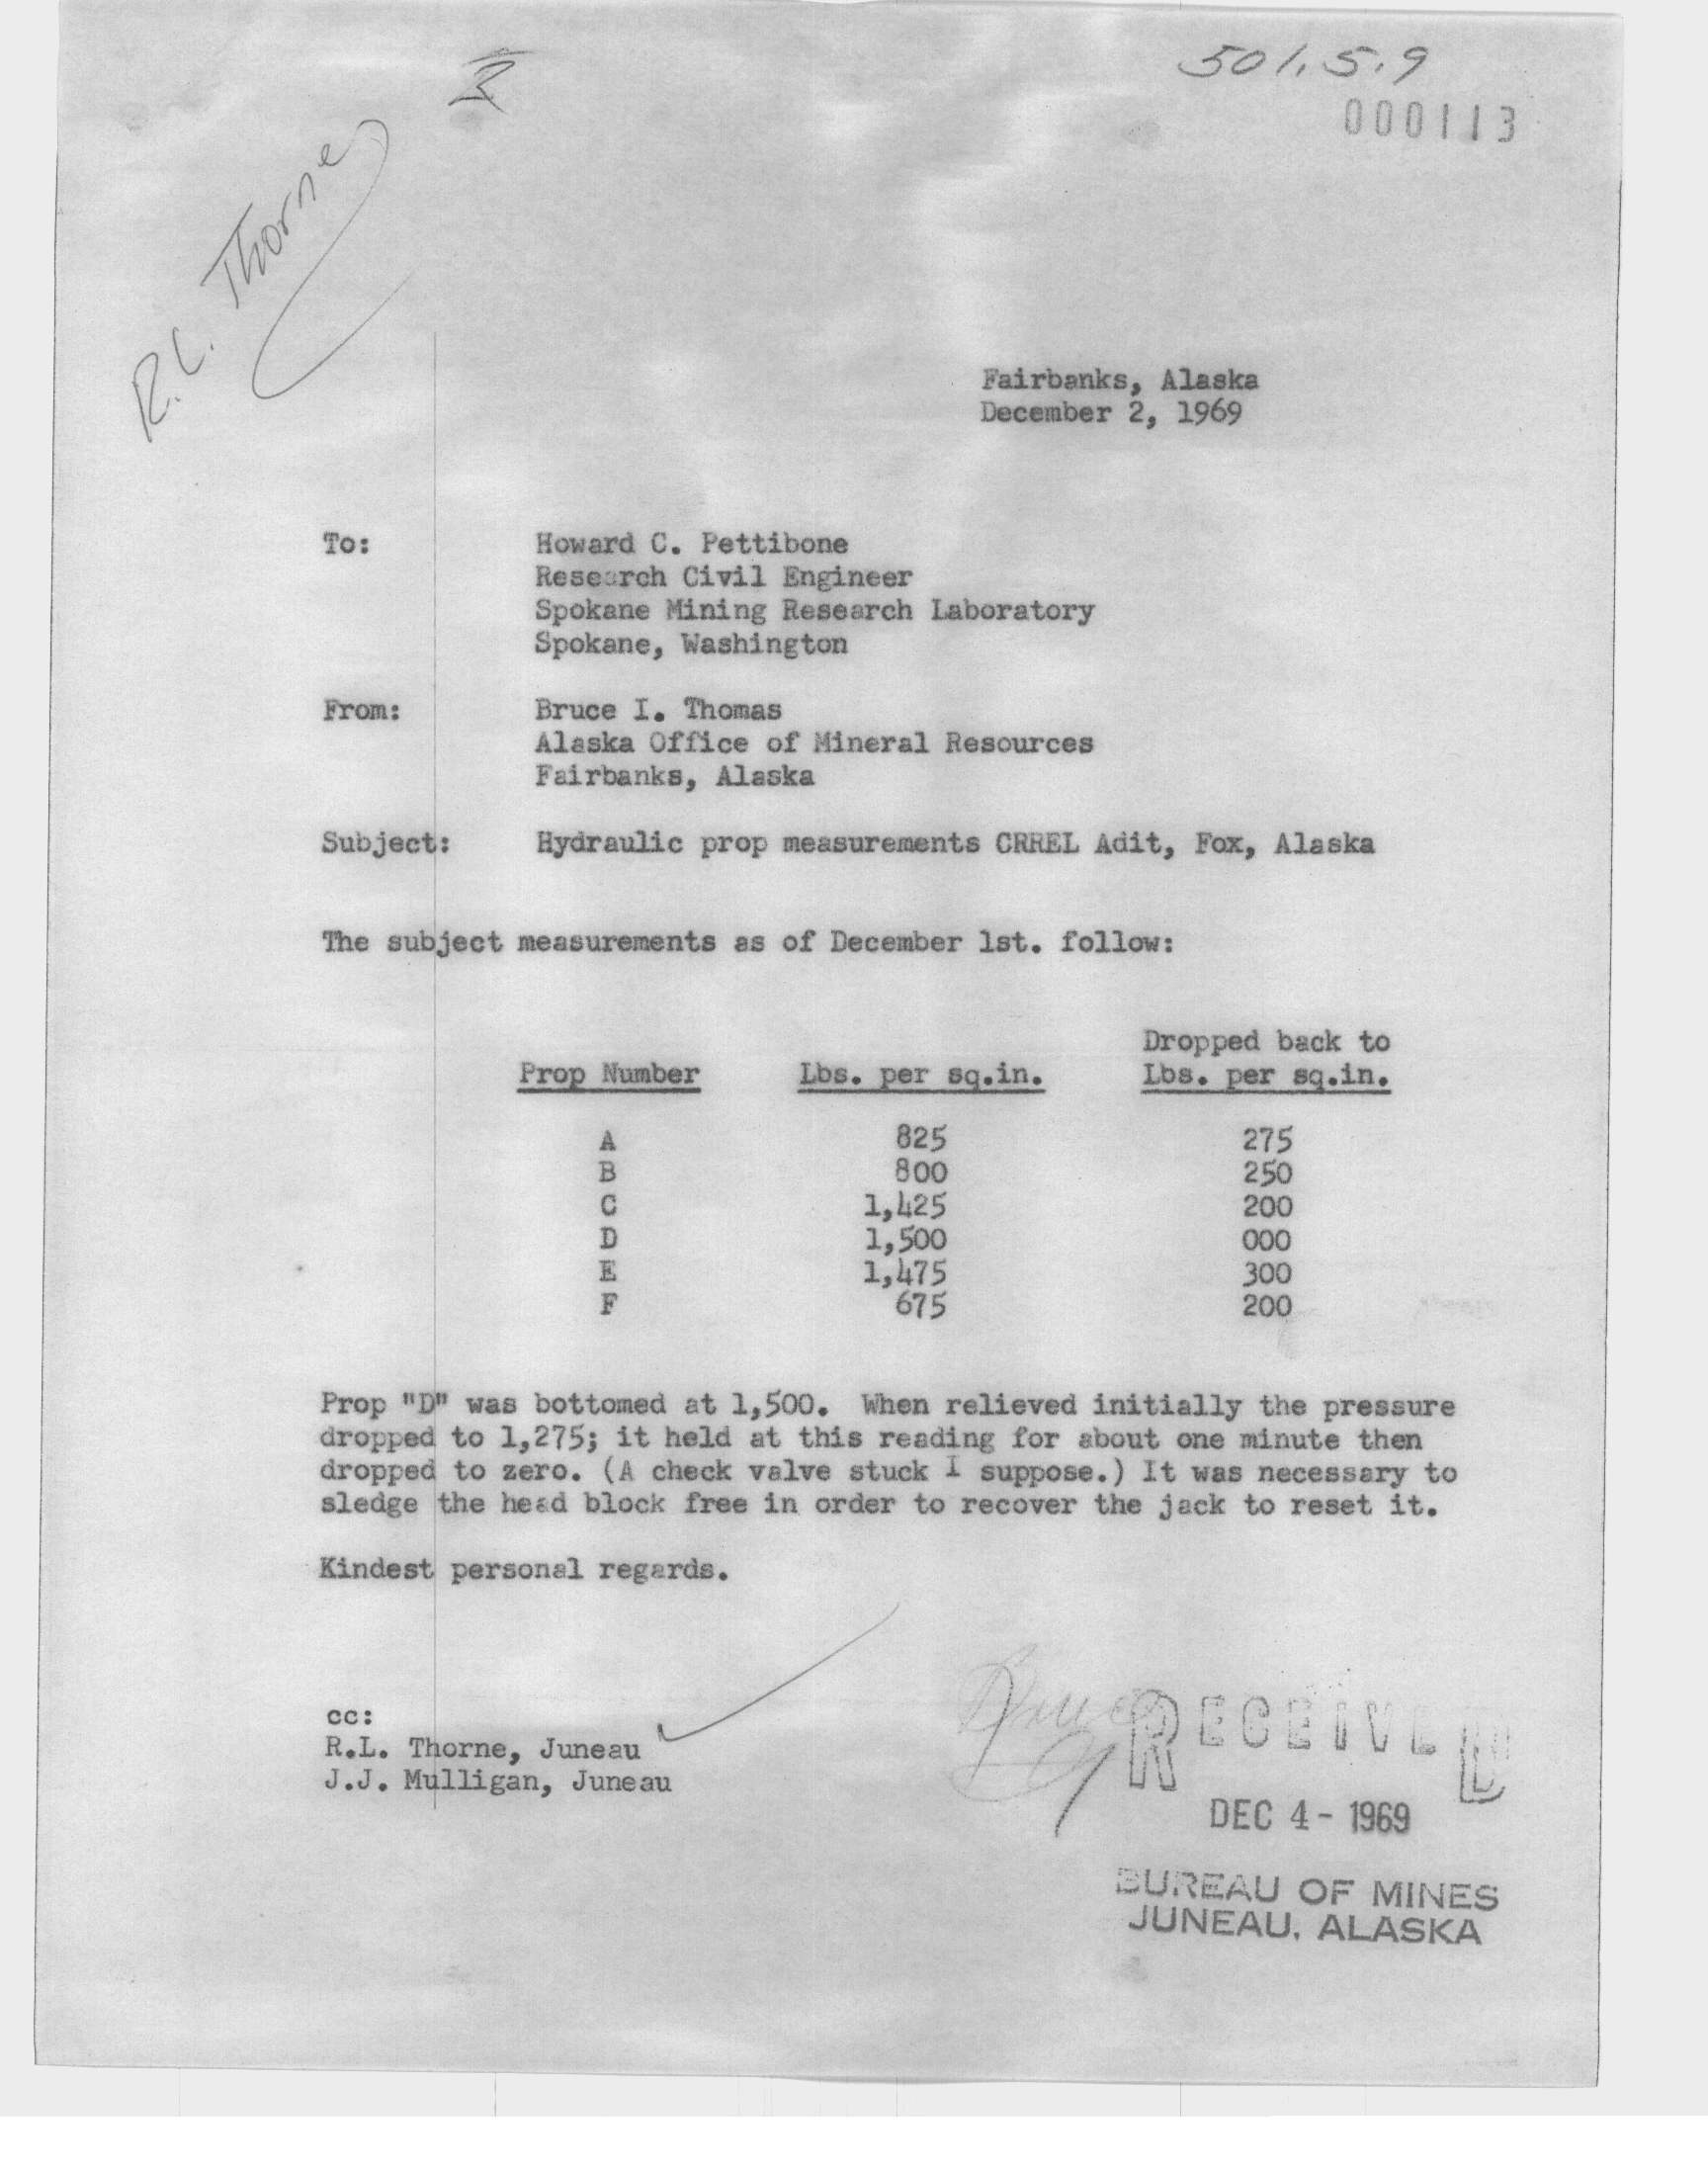 501.5.9
000113
R.L. Thorne
Fairbanks, Alaska
December 2, 1969
To: Howard C. Pettibone
Research Civil Engineer
Spokane Mining Research Laboratory
Spokane, Washington
From: Bruce I. Thomas
Alaska Office of Mineral Resources
Fairbanks, Alaska
Subject: Hydraulic prop measurements CRREL Adit, Fox, Alaska
The subject measurements as of December 1st. follow:
Dropped back to
Prop Number Lbs. per sq.in. Lbs. per sq.in.
A 825 275
B 800 250
C 1,425 200
D 1,500 000
E 1,475 300
F 675 200
Prop "D" was bottomed at 1,500. When relieved initially the pressure
dropped to 1,275; it held at this reading for about one minute then
dropped to zero. (A check valve stuck I suppose.) It was necessary to
sledge the head block free in order to recover the jack to reset it.
Kindest personal regards.
Bruce
cc:
R.L. Thorne, Juneau
J.J. Mulligan, Juneau
RECEIVED
DEC 4 - 1969
BUREAU OF MINES
JUNEAU, ALASKA